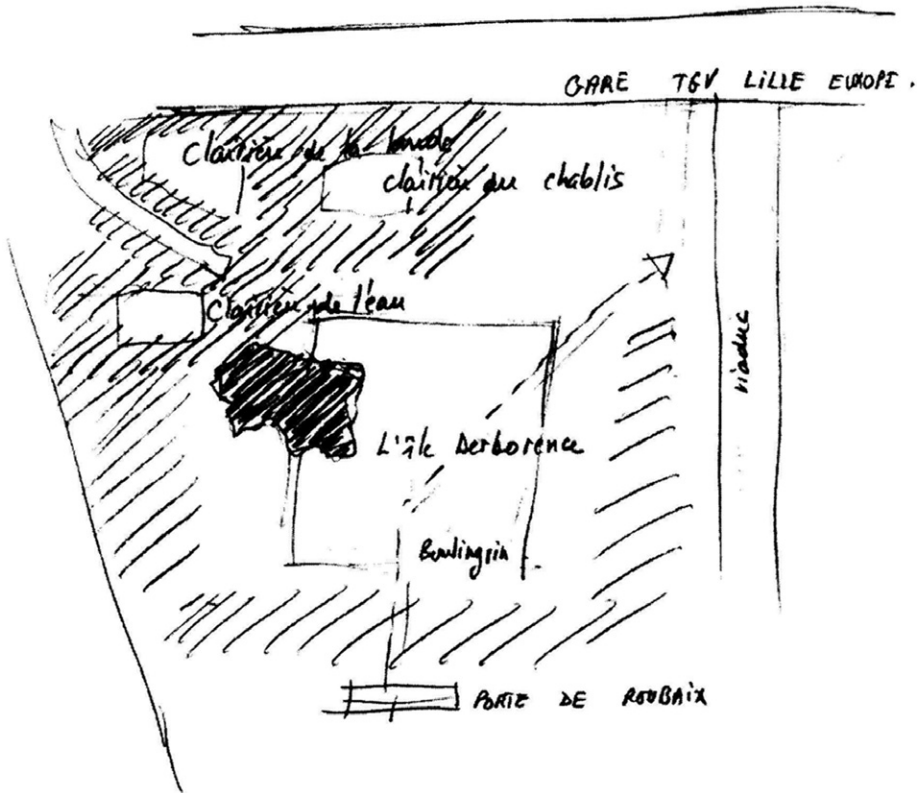 GARE TGV LILLE EUROPE.
Clairière de la lande
clairière du chablis
Clairière de l'eau
viaduc
L'île Derborence
Boulingrin
PORTE DE ROUBAIX